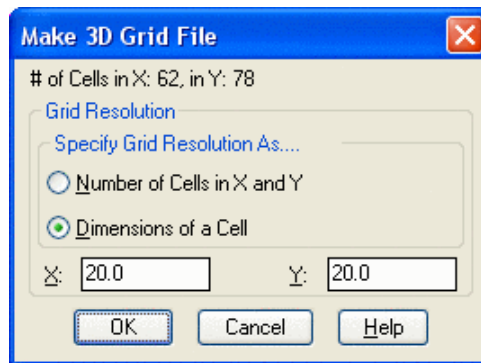 Make 3D Grid File
# of Cells in X: 62, in Y: 78
Grid Resolution
Specify Grid Resolution As....
Number of Cells in X and Y
Dimensions of a Cell
X: 20.0 Y: 20.0
OK Cancel Help